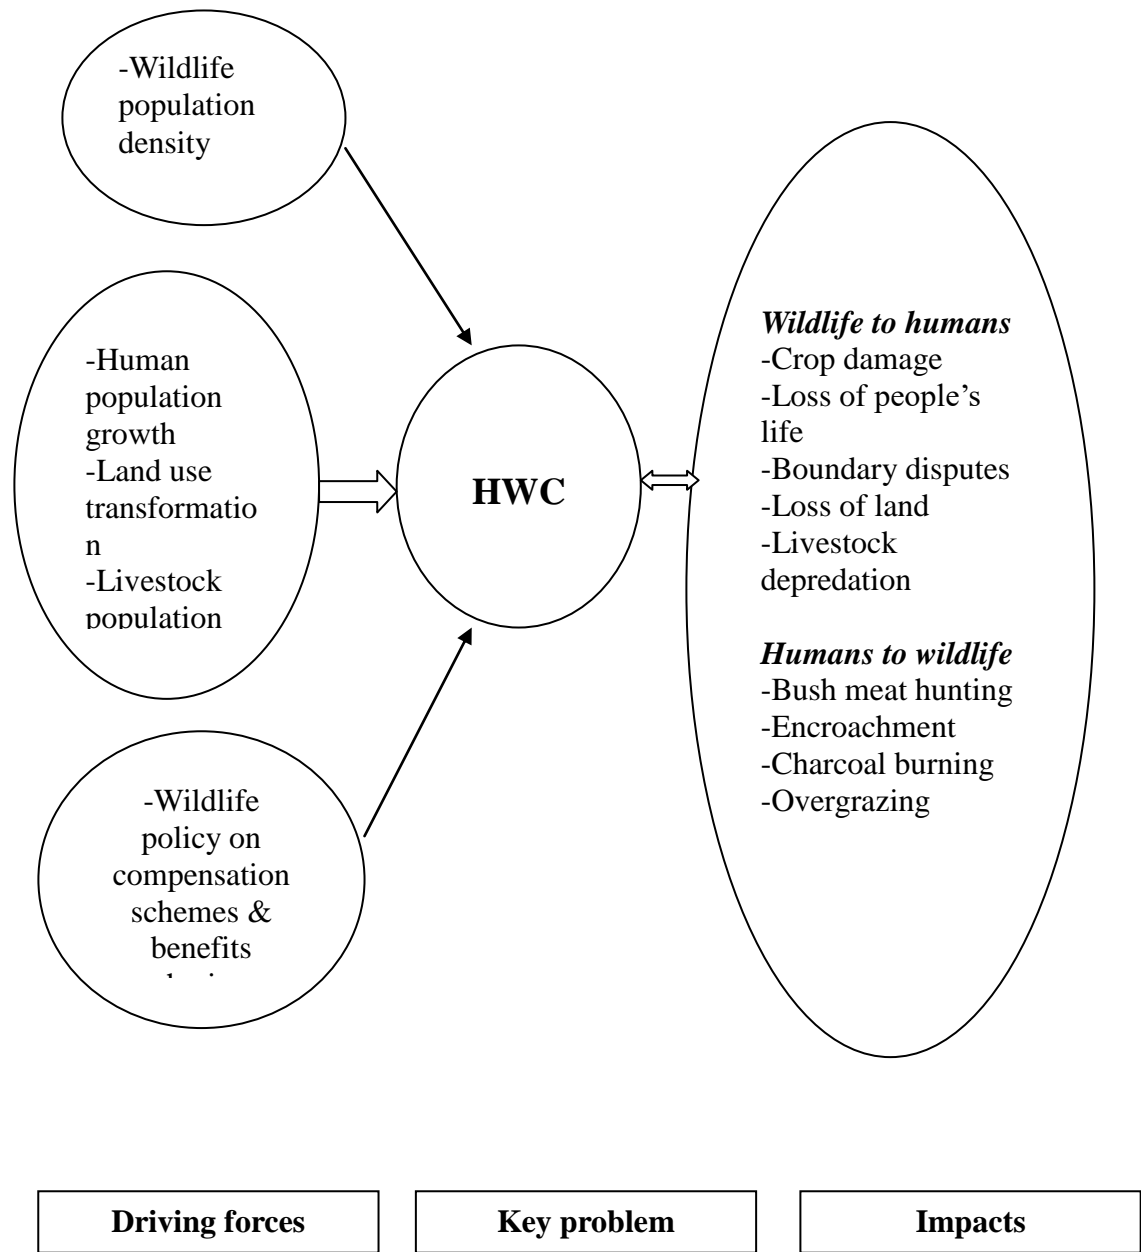 -Wildlife
population
density
-Human
population
growth
-Land use
transformatio
n
-Livestock
population
-Wildlife
policy on
compensation
schemes &
benefits
HWC
Wildlife to humans
-Crop damage
-Loss of people’s
life
-Boundary disputes
-Loss of land
-Livestock
depredation
Humans to wildlife
-Bush meat hunting
-Encroachment
-Charcoal burning
-Overgrazing
Driving forces
Key problem
Impacts